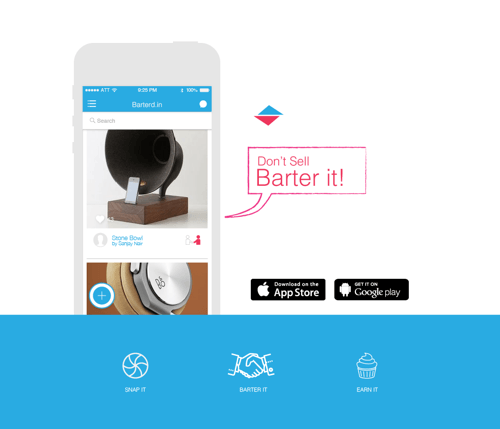 ATT 9:25 PM 100%
Barterd.in
Search
Stone Bowl
by Sanjay Nair
Don't Sell
Barter it!
Download on the
App Store
GET IT ON
Google play
SNAP IT
BARTER IT
EARN IT